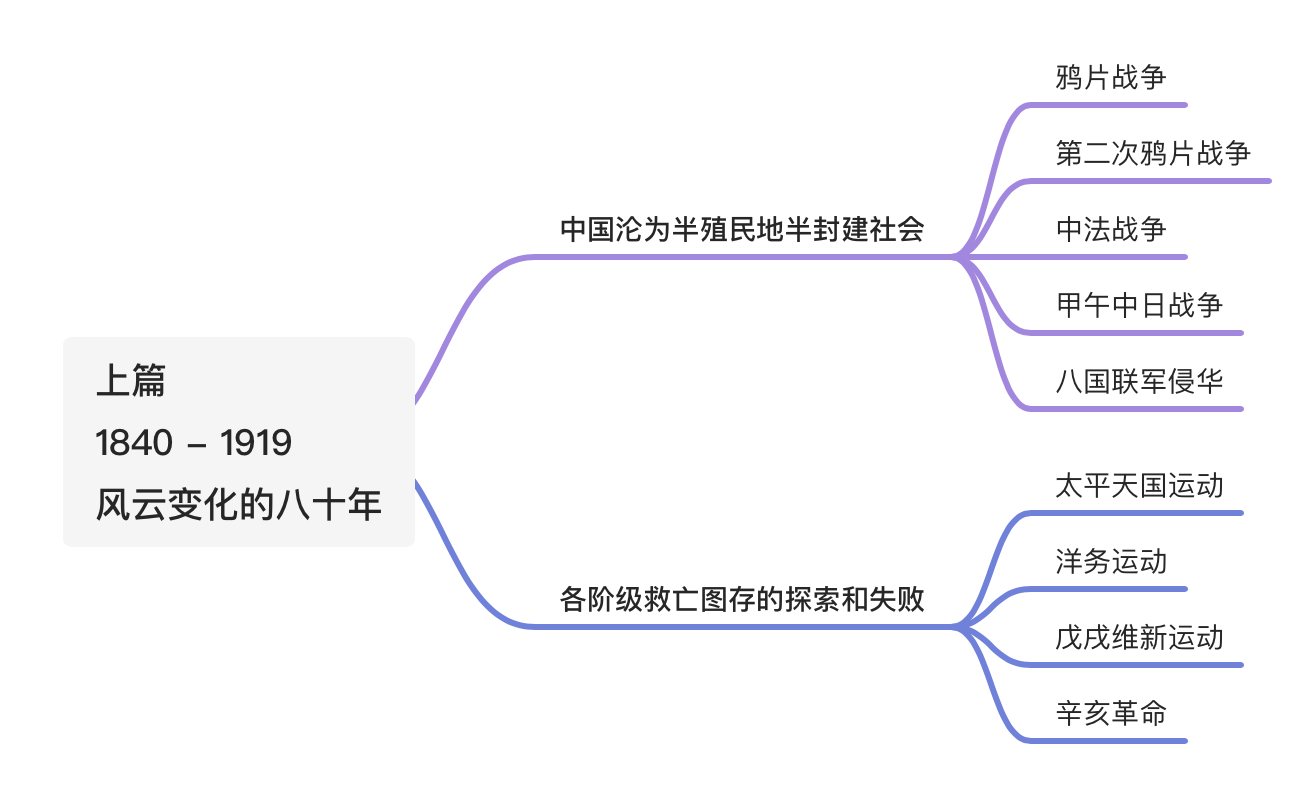 上篇
1840 – 1919
风云变化的八十年
中国沦为半殖民地半封建社会
鸦片战争
第二次鸦片战争
中法战争
甲午中日战争
八国联军侵华
各阶级救亡图存的探索和失败
太平天国运动
洋务运动
戊戌维新运动
辛亥革命